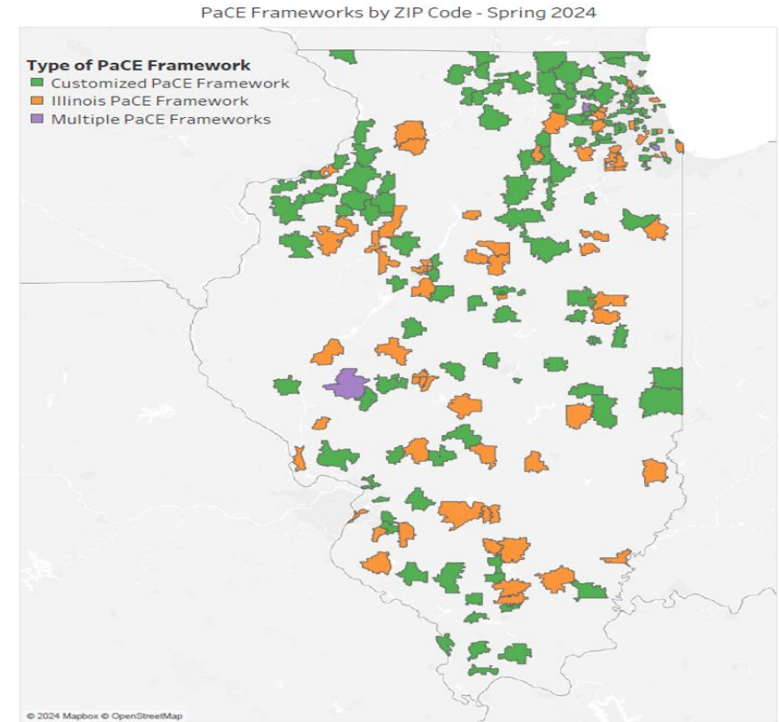 PaCE Frameworks by ZIP Code - Spring 2024
Type of PaCE Framework
Customized PaCE Framework
Illinois PaCE Framework
Multiple PaCE Frameworks
© 2024 Mapbox © OpenStreetMap